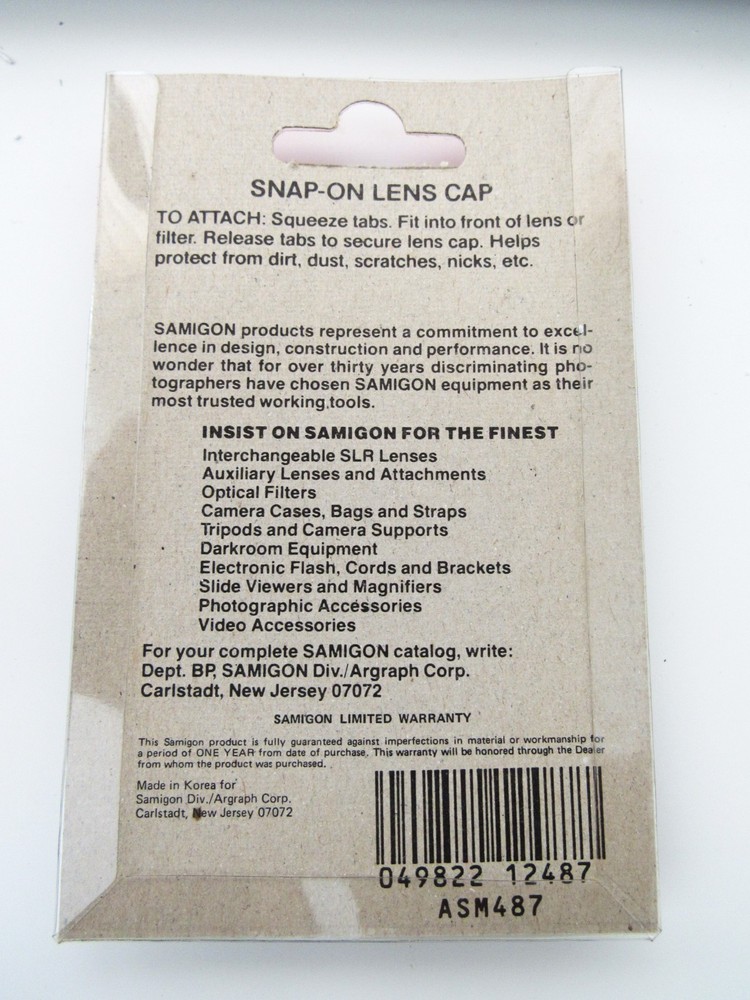 SNAP-ON LENS CAP
TO ATTACH: Squeeze tabs. Fit into front of lens or
filter. Release tabs to secure lens cap. Helps
protect from dirt, dust, scratches, nicks, etc.
SAMIGON products represent a commitment to excel-
lence in design, construction and performance. It is no
wonder that for over thirty years discriminating pho-
tographers have chosen SAMIGON equipment as their
most trusted working tools.
INSIST ON SAMIGON FOR THE FINEST
Interchangeable SLR Lenses
Auxiliary Lenses and Attachments
Optical Filters
Camera Cases, Bags and Straps
Tripods and Camera Supports
Darkroom Equipment
Electronic Flash, Cords and Brackets
Slide Viewers and Magnifiers
Photographic Accessories
Video Accessories
For your complete SAMIGON catalog, write:
Dept. BP, SAMIGON Div./Argraph Corp.
Carlstadt, New Jersey 07072
SAMIGON LIMITED WARRANTY
This Samigon product is fully guaranteed against imperfections in material or workmanship for
a period of ONE YEAR from date of purchase. This warranty will be honored through the Dealer
from whom the product was purchased.
Made in Korea for
Samigon Div./Argraph Corp.
Carlstadt, New Jersey 07072
049822 12487
ASM487